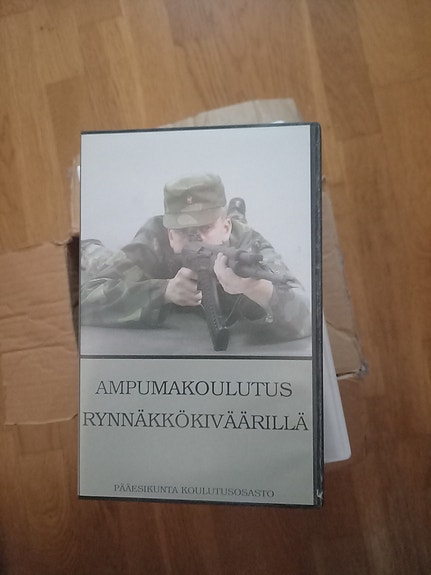 AMPUMAKOULUTUS
RYNNÄKKÖKIVÄÄRILLÄ
PÄÄESIKUNTA KOULUTUSOSASTO